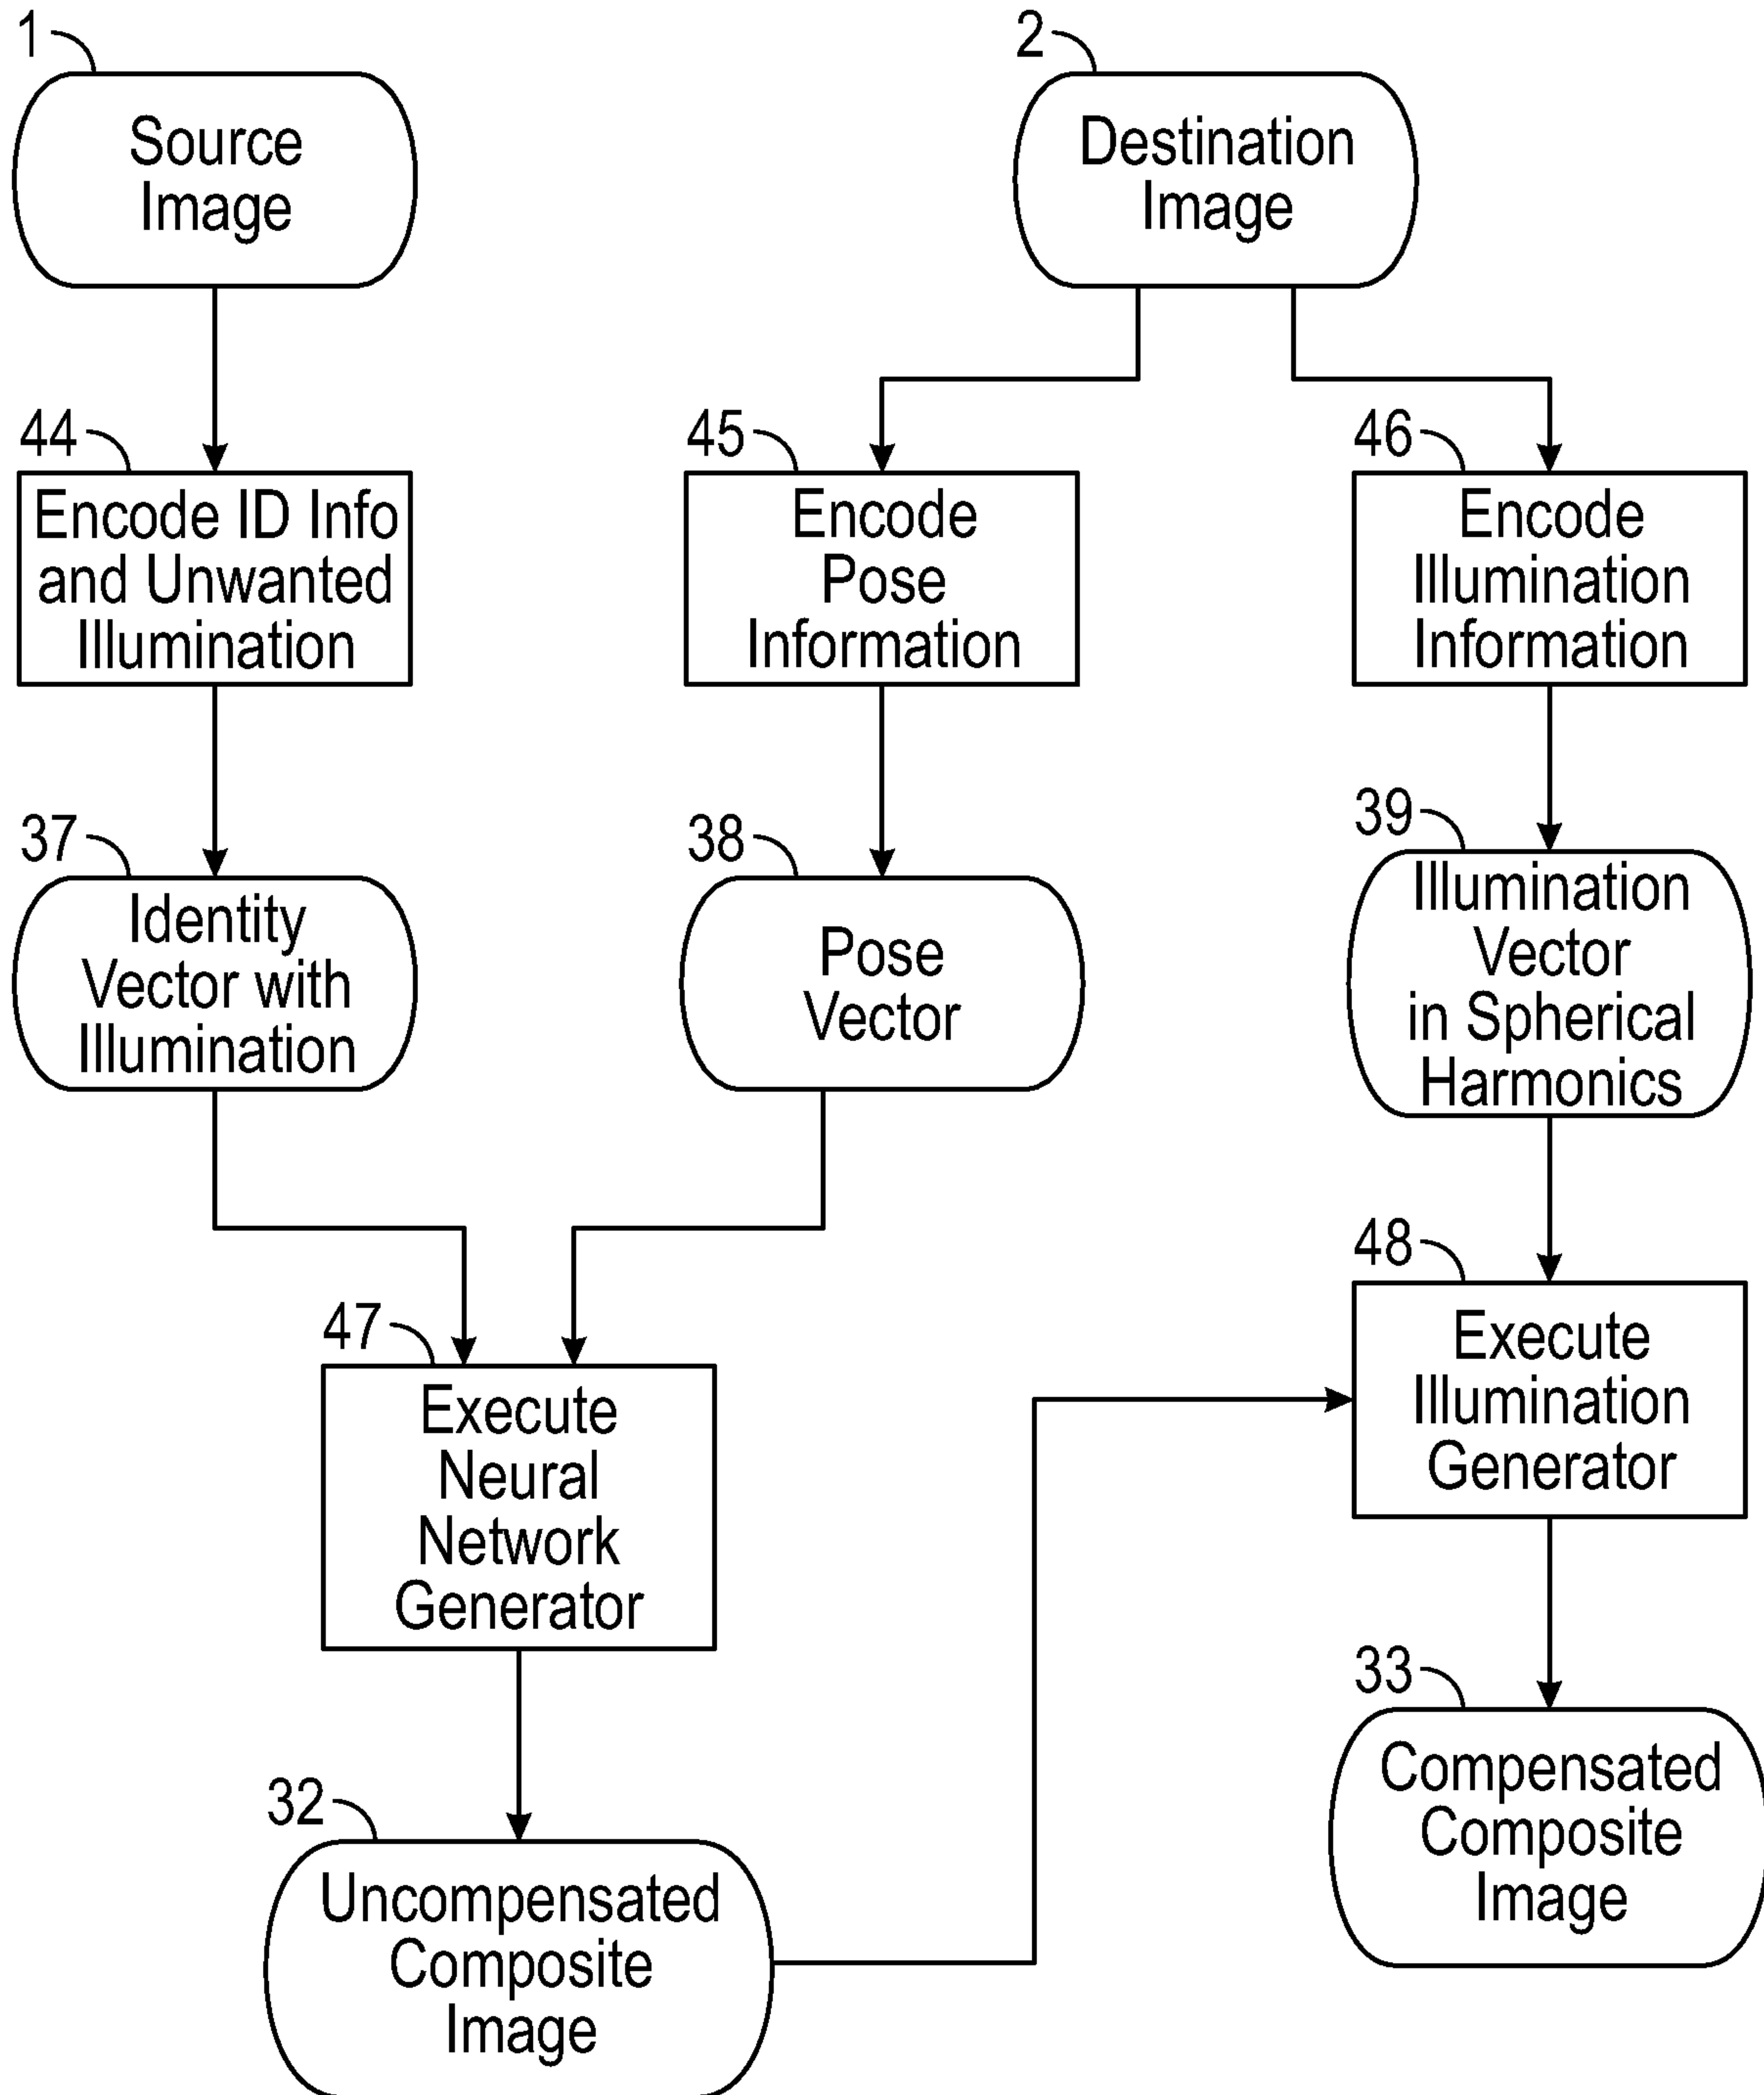 1
Source
Image
2
Destination
Image
44
Encode ID Info
and Unwanted
Illumination
45
Encode
Pose
Information
46
Encode
Illumination
Information
37
Identity
Vector with
Illumination
38
Pose
Vector
39
Illumination
Vector
in Spherical
Harmonics
47
Execute
Neural
Network
Generator
48
Execute
Illumination
Generator
32
Uncompensated
Composite
Image
33
Compensated
Composite
Image